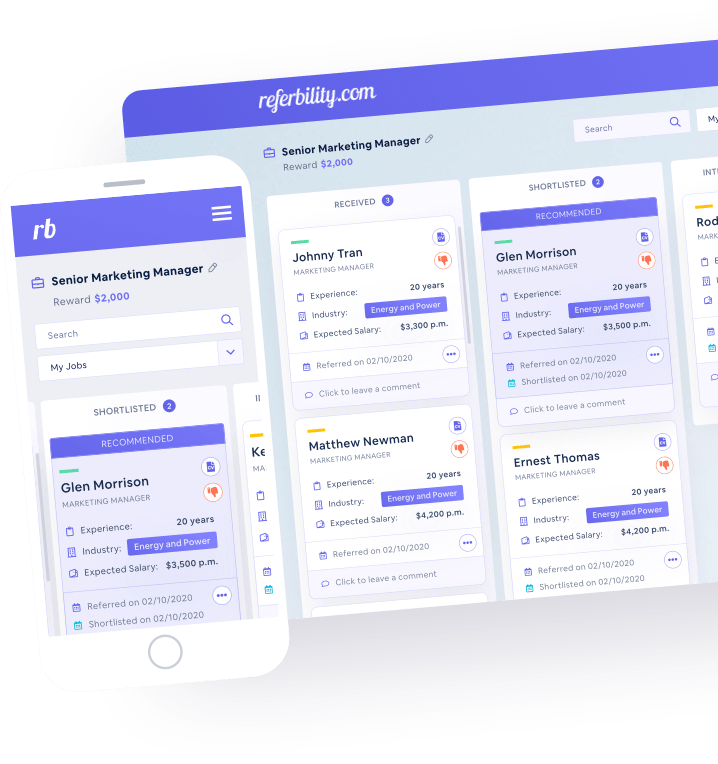 referbility.com
Senior Marketing Manager
Reward $2,000
Search
My
RECEIVED 3
Johnny Tran
MARKETING MANAGER
Experience: 20 years
Industry: Energy and Power
Expected Salary: $3,300 p.m.
Referred on 02/10/2020
Click to leave a comment
Matthew Newman
MARKETING MANAGER
Experience: 20 years
Industry: Energy and Power
Expected Salary: $4,200 p.m.
Referred on 02/10/2020
Click to leave a comment
SHORTLISTED 2
RECOMMENDED
Glen Morrison
MARKETING MANAGER
Experience: 20 years
Industry: Energy and Power
Expected Salary: $3,500 p.m.
Referred on 02/10/2020
Shortlisted on 02/10/2020
Click to leave a comment
Ernest Thomas
MARKETING MANAGER
Experience: 20 years
Industry: Energy and Power
Expected Salary: $4,200 p.m.
Referred on 02/10/2020
Shortlisted on 02/10/2020
INT
Rod
MARK
E
rb
Senior Marketing Manager
Reward $2,000
Search
My Jobs
SHORTLISTED 2
RECOMMENDED
Glen Morrison
MARKETING MANAGER
Experience: 20 years
Industry: Energy and Power
Expected Salary: $3,500 p.m.
Referred on 02/10/2020
Shortlisted on 02/10/2020
Ke
MA